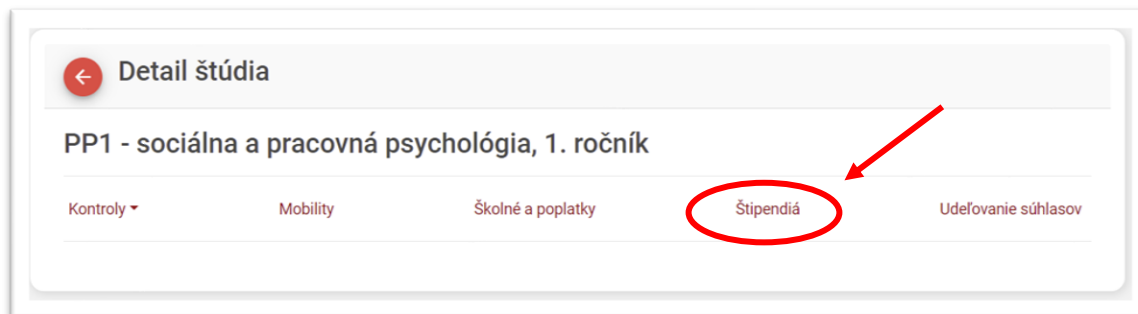 Detail štúdia
PP1 - sociálna a pracovná psychológia, 1. ročník
Kontroly Mobility Školné a poplatky Štipendiá Udeľovanie súhlasov